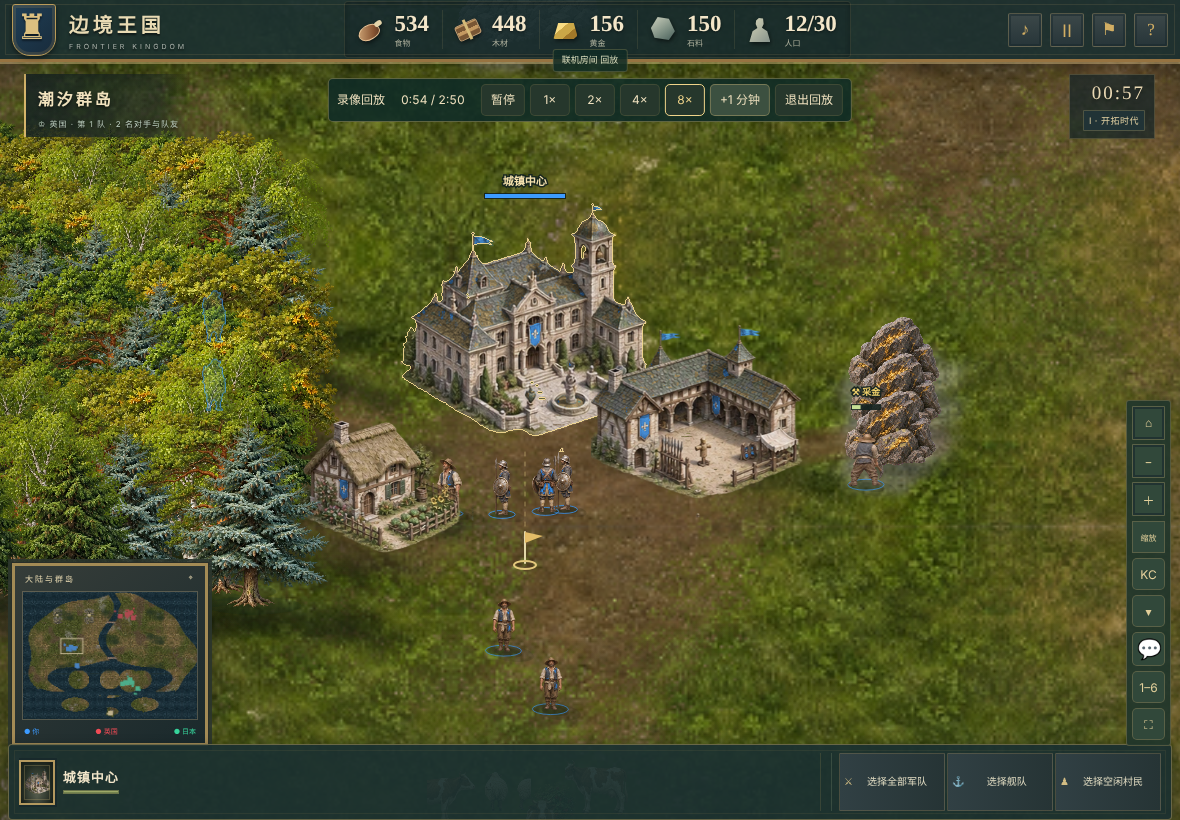 边境王国
FRONTIER KINGDOM
534
食物
448
木材
156
黄金
150
石料
12/30
人口
♪
II
?
联机房间 回放
潮汐群岛
英国 · 第 1 队 · 2 名对手与队友
录像回放 0:54 / 2:50 暂停 1× 2× 4× 8× +1 分钟 退出回放
00:57
I · 开拓时代
城镇中心
采金
−
+
缩放
KC
1–6
大陆与群岛
你 英国 日本
城镇中心
选择全部军队
选择舰队
选择空闲村民